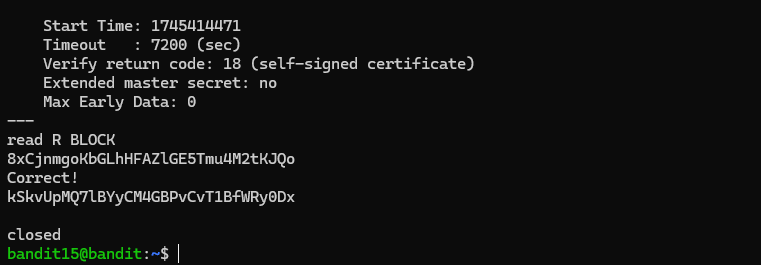 Start Time: 1745414471
Timeout   : 7200 (sec)
Verify return code: 18 (self-signed certificate)
Extended master secret: no
Max Early Data: 0
---
read R BLOCK
8xCjnmgoKbGLhHFAZlGE5Tmu4M2tKJQo
Correct!
kSkvUpMQ7lBYyCM4GBPvCvT1BfWRy0Dx
closed
bandit15@bandit:~$